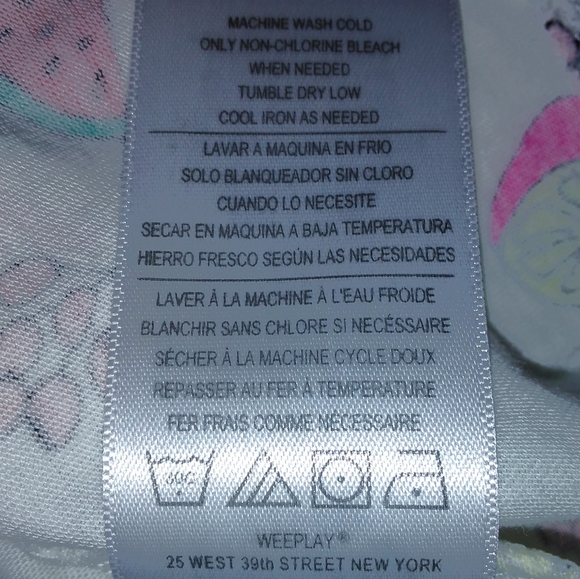 MACHINE WASH COLD
ONLY NON-CHLORINE BLEACH
WHEN NEEDED
TUMBLE DRY LOW
COOL IRON AS NEEDED
LAVAR A MAQUINA EN FRIO
SOLO BLANQUEADOR SIN CLORO
CUANDO LO NECESITE
SECAR EN MAQUINA A BAJA TEMPERATURA
HIERRO FRESCO SEGÚN LAS NECESIDADES
LAVER À LA MACHINE À L'EAU FROIDE
BLANCHIR SANS CHLORE SI NECÉSSAIRE
SÉCHER À LA MACHINE CYCLE DOUX
REPASSER AU FER À TEMPERATURE
FER FRAIS COMME NÉCESSAIRE
30C
WEEPLAY®
25 WEST 39th STREET NEW YORK